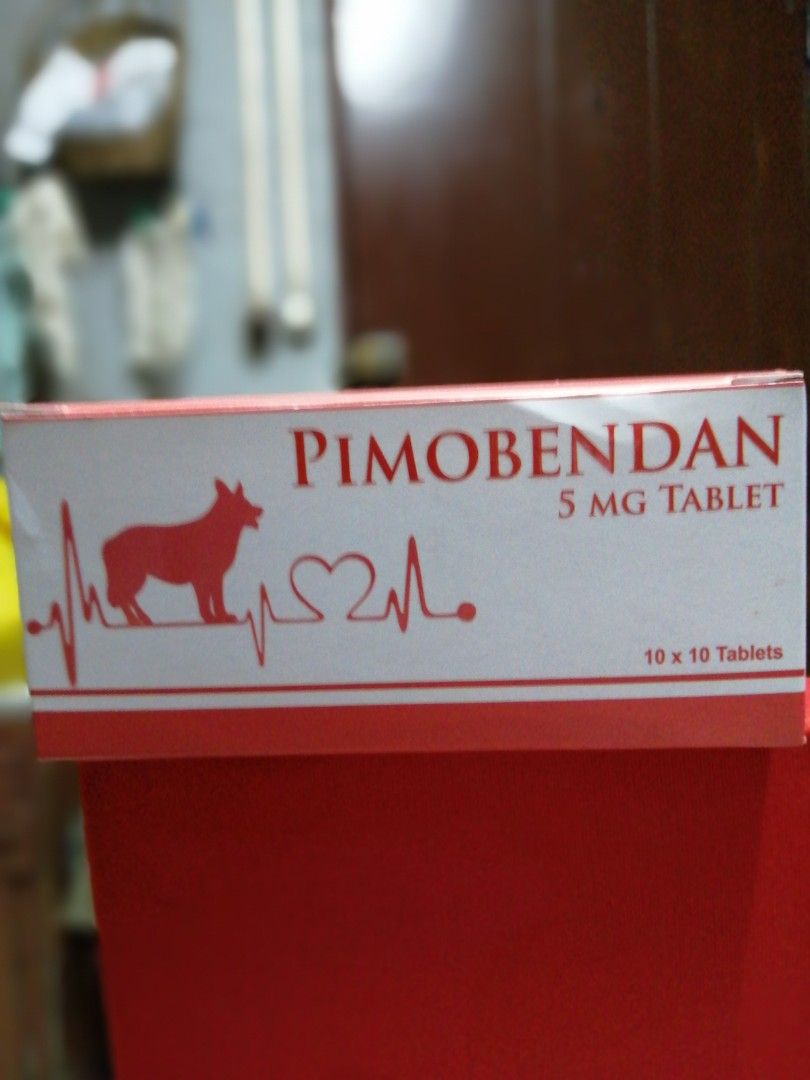 PIMOBENDAN
5 MG TABLET
10 x 10 Tablets